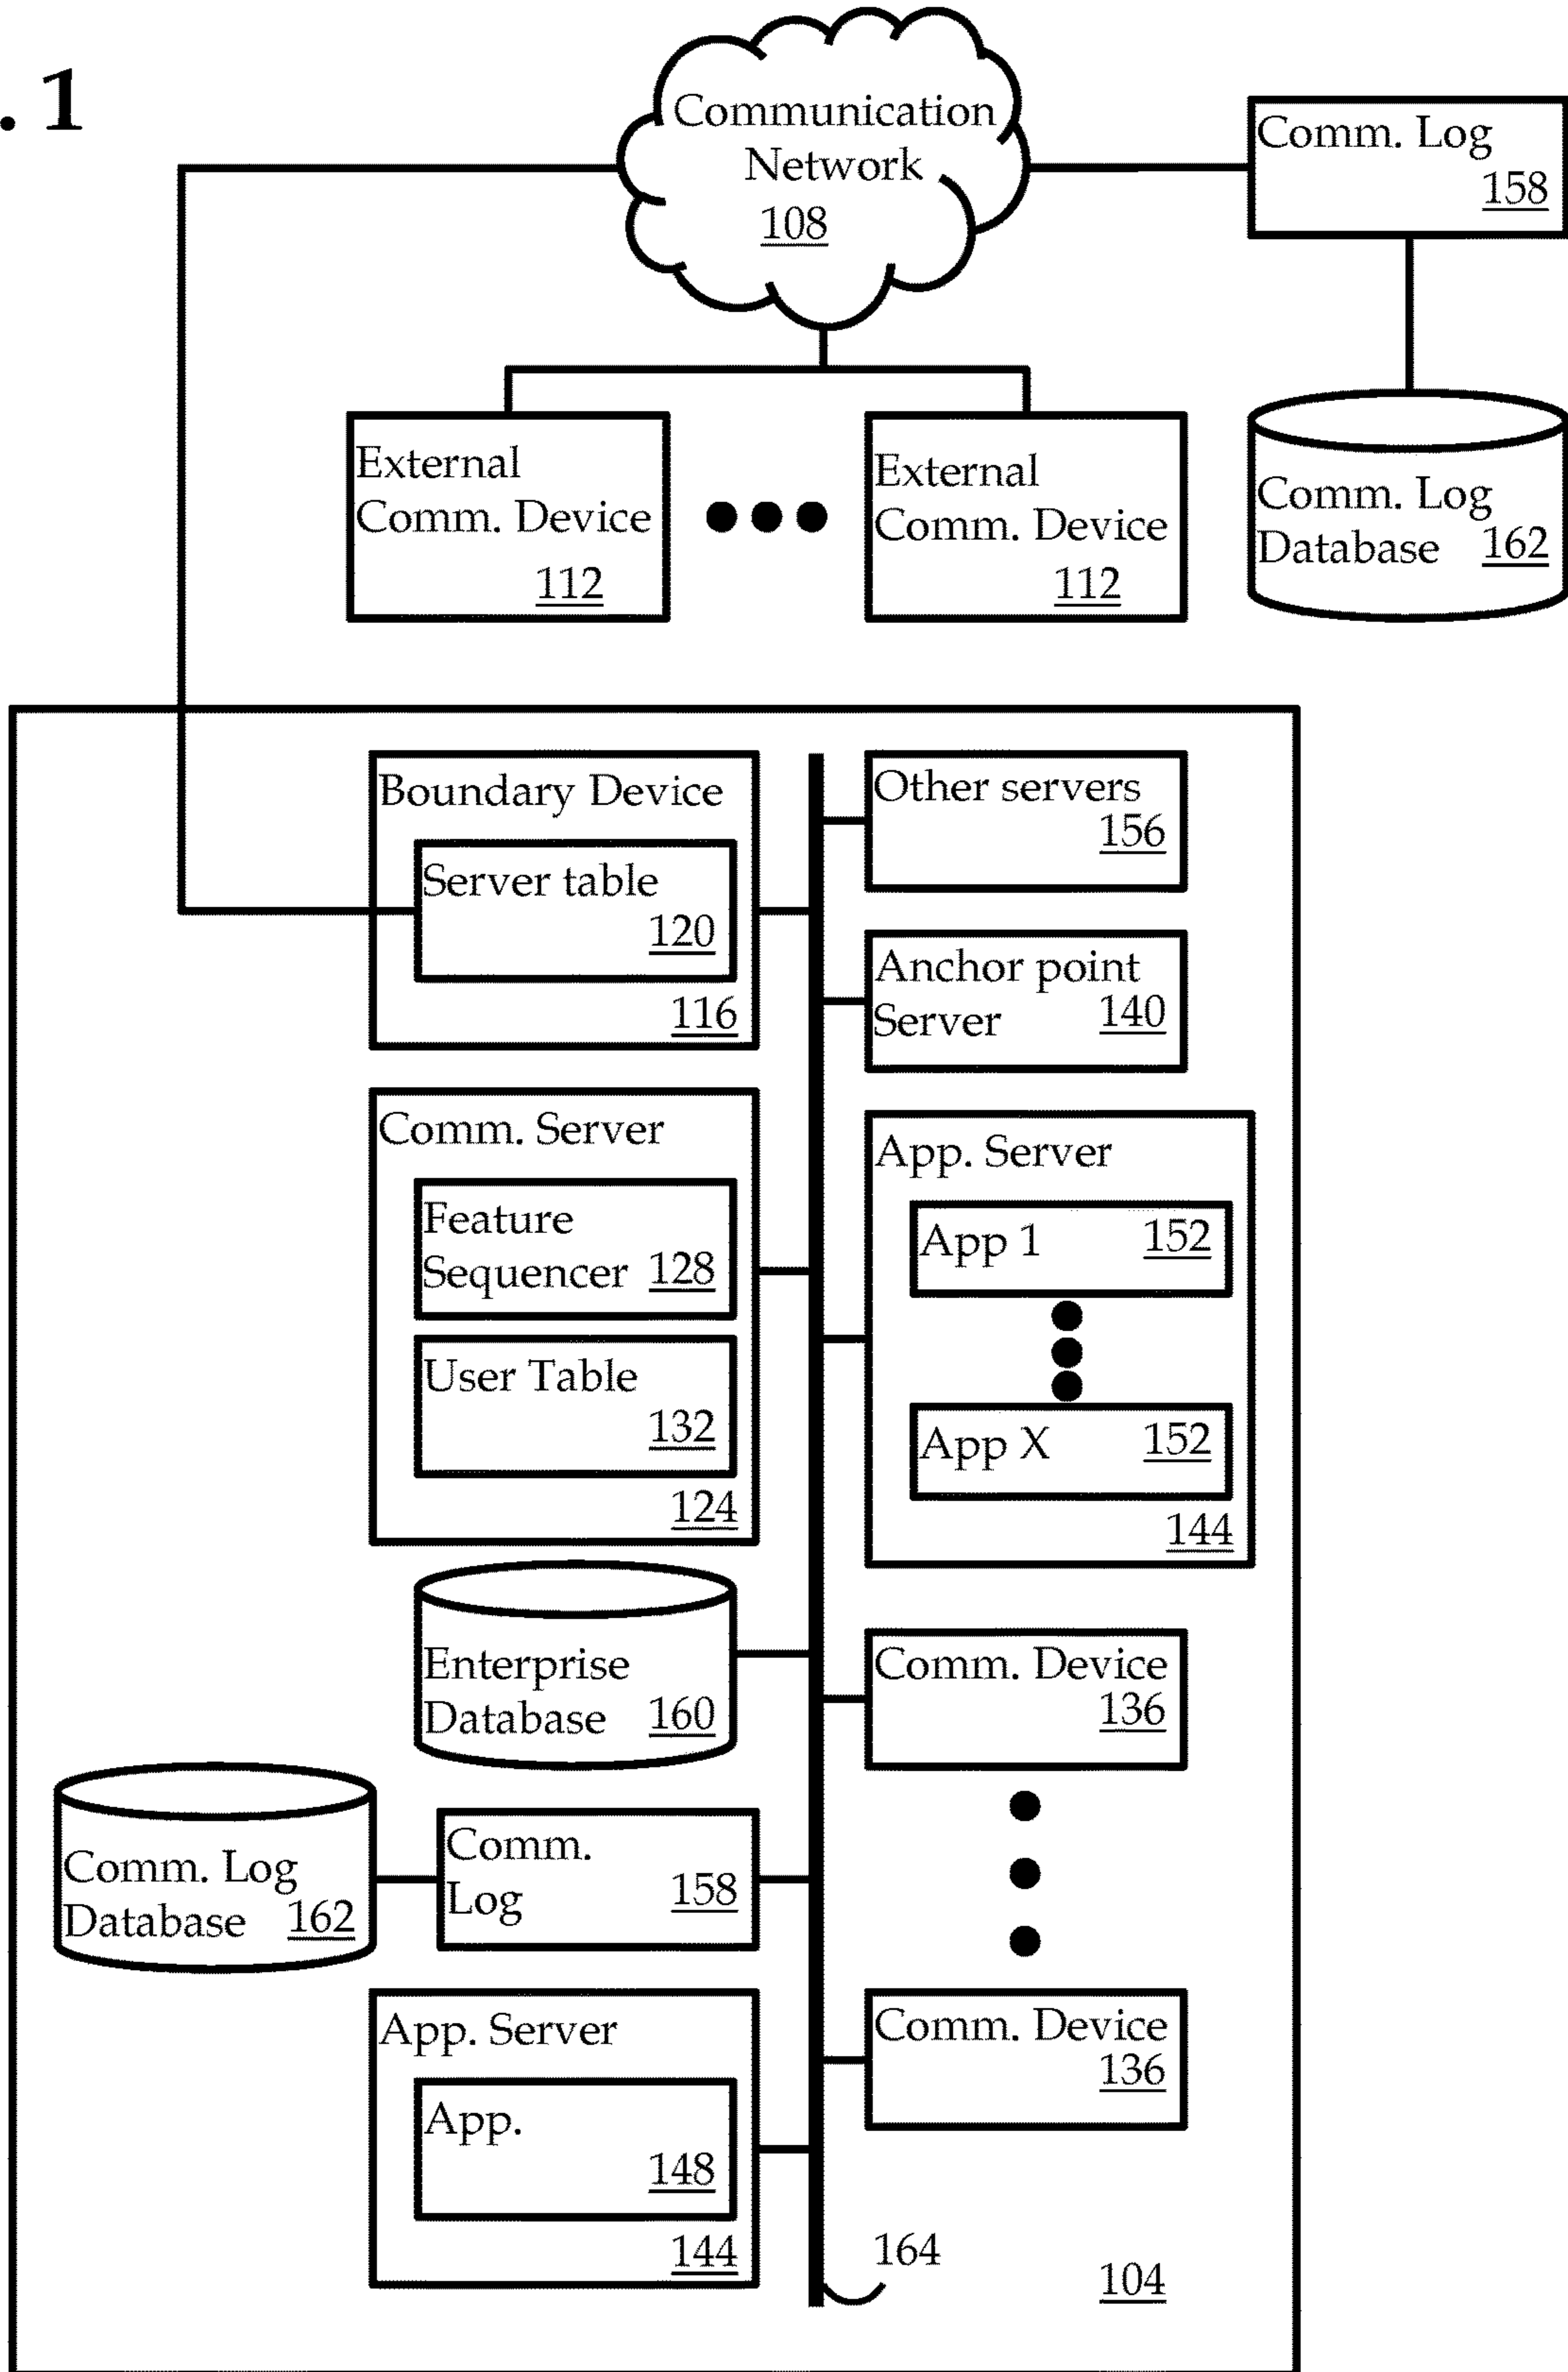 . 1
Communication
Network
108
Comm. Log
158
External
Comm. Device
112
External
Comm. Device
112
Comm. Log
Database 162
Boundary Device
Server table
120
116
Other servers
156
Anchor point
Server 140
Comm. Server
Feature
Sequencer 128
User Table
132
124
App. Server
App 1 152
App X 152
144
Enterprise
Database 160
Comm. Device
136
Comm. Log
Database 162
Comm.
Log 158
App. Server
App.
148
144
Comm. Device
136
164
104